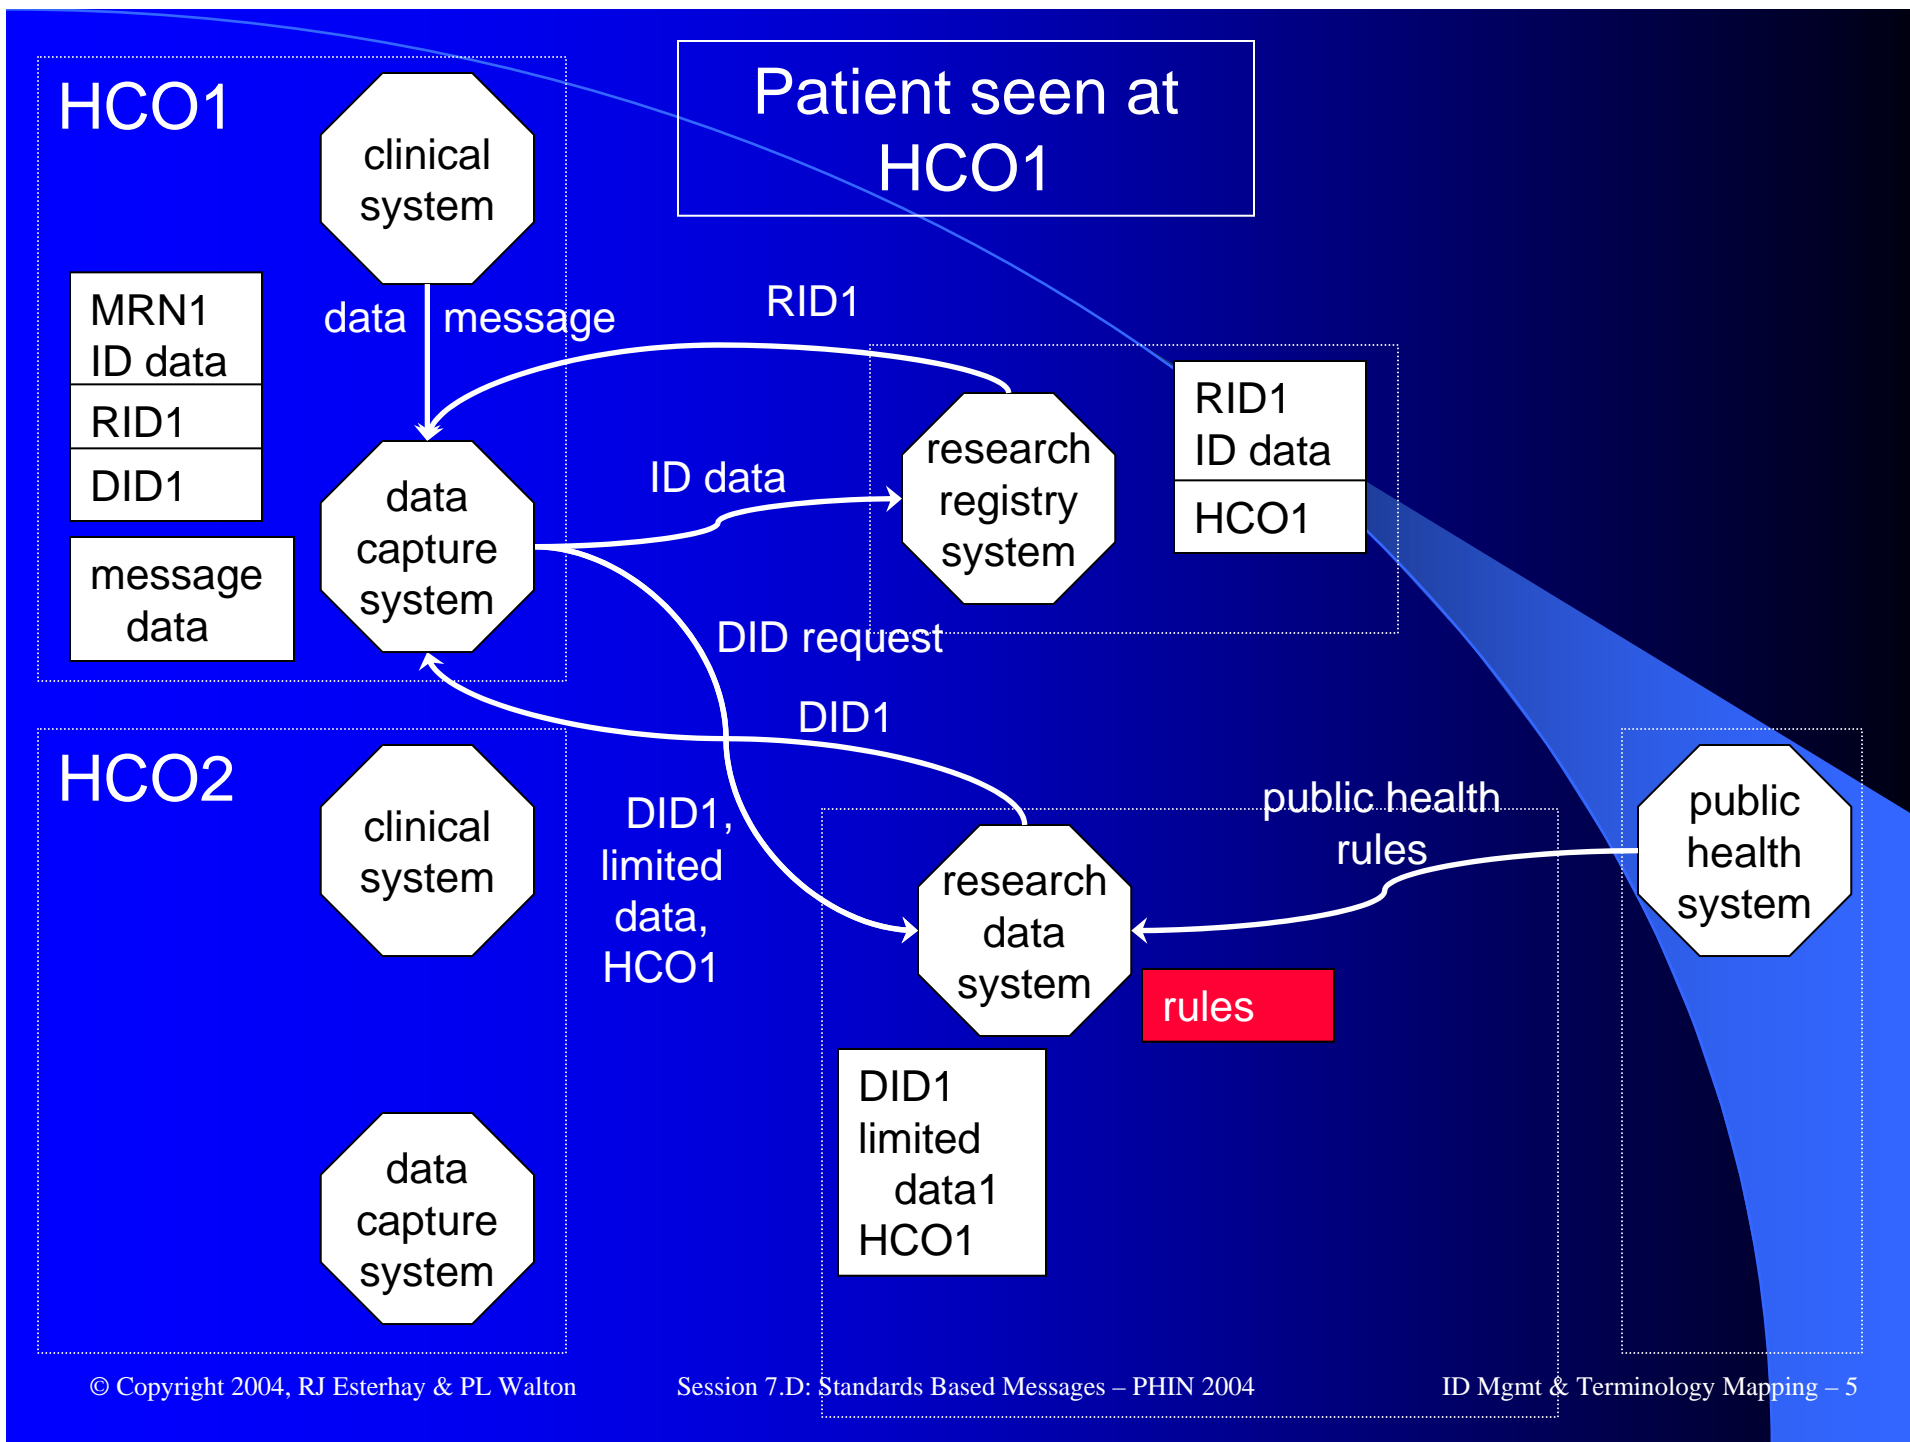 HCO1
clinical
system
Patient seen at
HCO1
MRN1
ID data
RID1
DID1
message
data
data message
RID1
data
capture
system
ID data
research
registry
system
RID1
ID data
HCO1
DID request
DID1
HCO2
clinical
system
data
capture
system
DID1,
limited
data,
HCO1
research
data
system
public health
rules
public
health
system
rules
DID1
limited
data1
HCO1
© Copyright 2004, RJ Esterhay & PL Walton
Session 7.D: Standards Based Messages – PHIN 2004
ID Mgmt & Terminology Mapping – 5